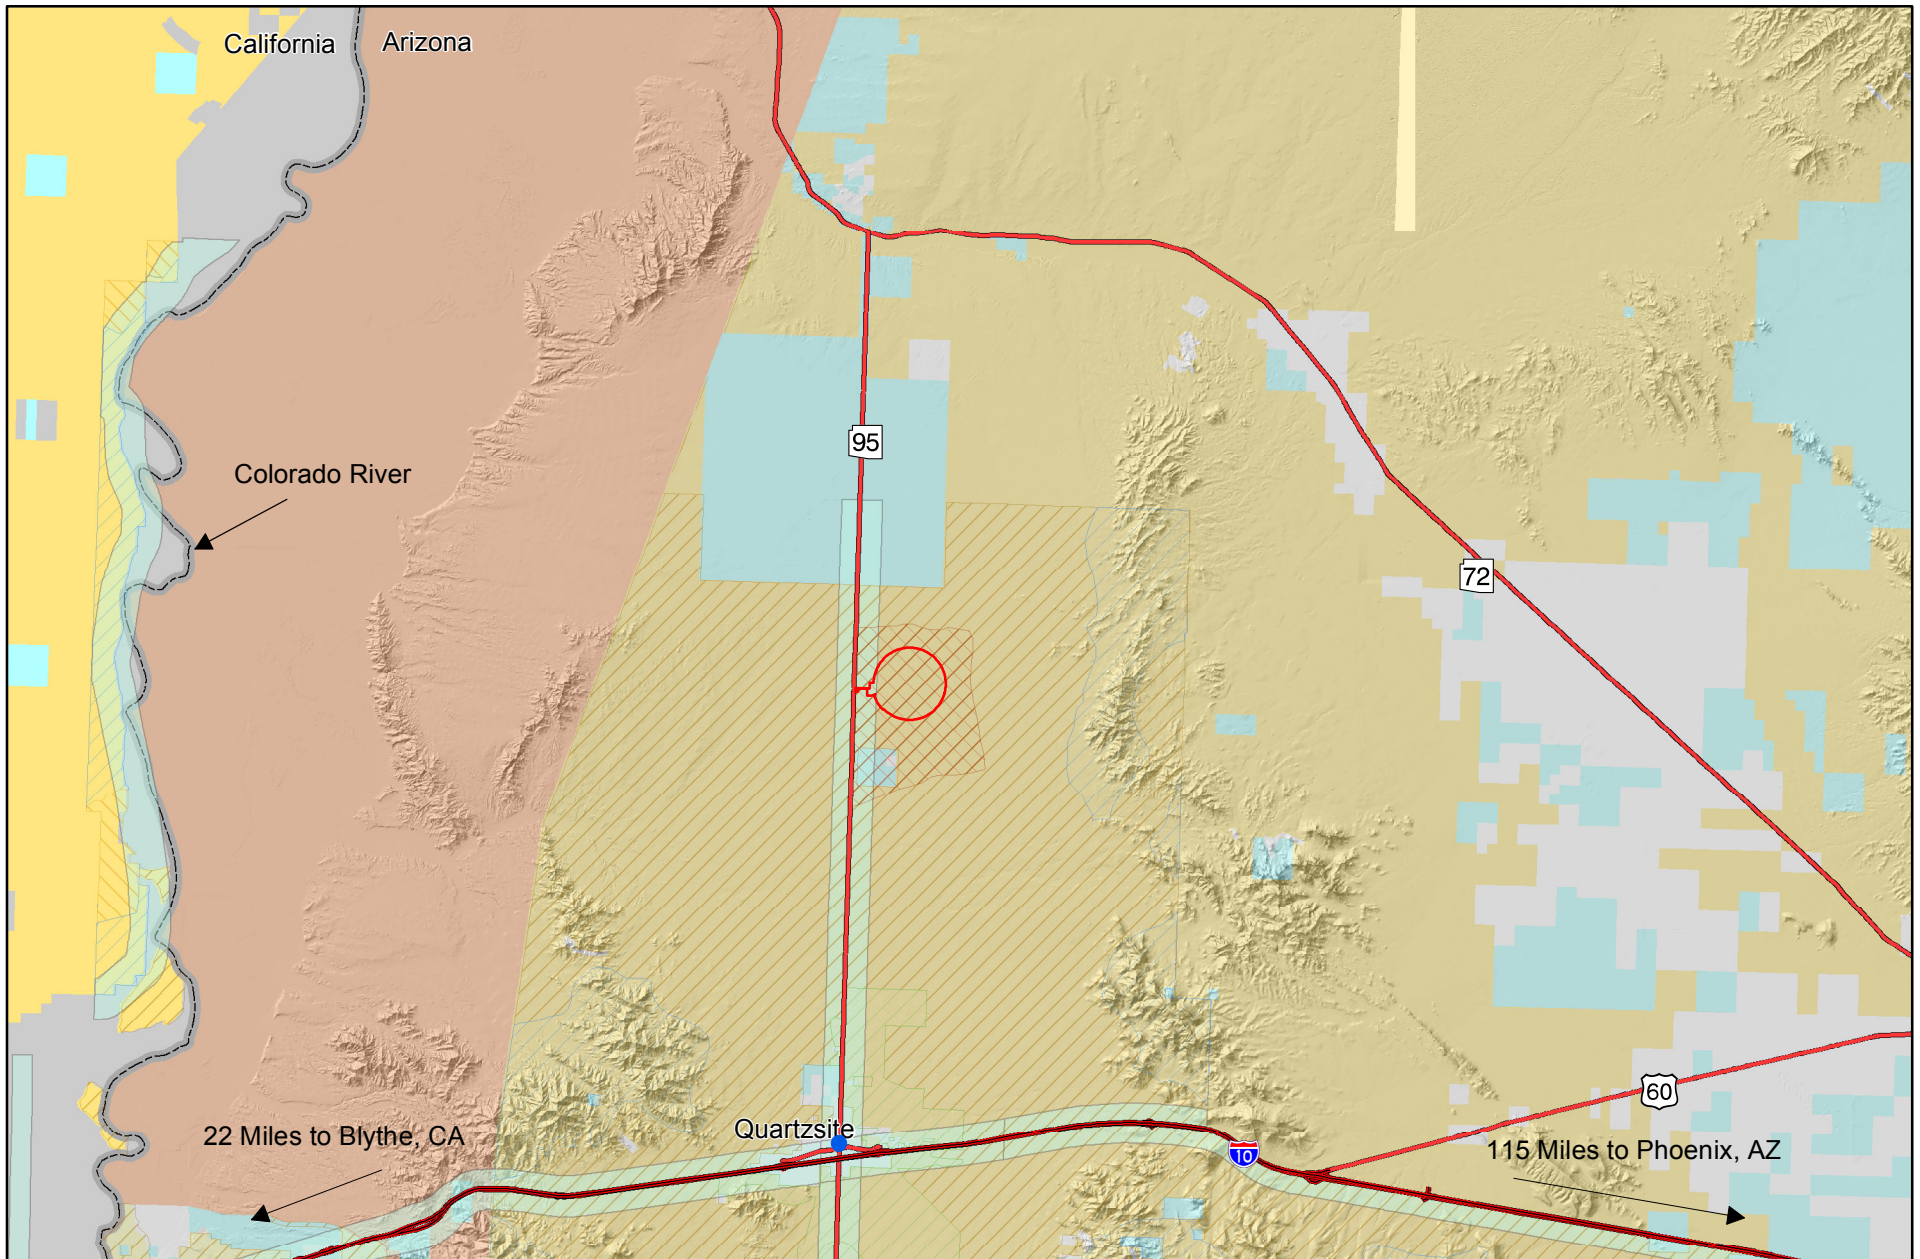 California
Arizona
95
Colorado River
72
60
Quartzsite
22 Miles to Blythe, CA
10
115 Miles to Phoenix, AZ